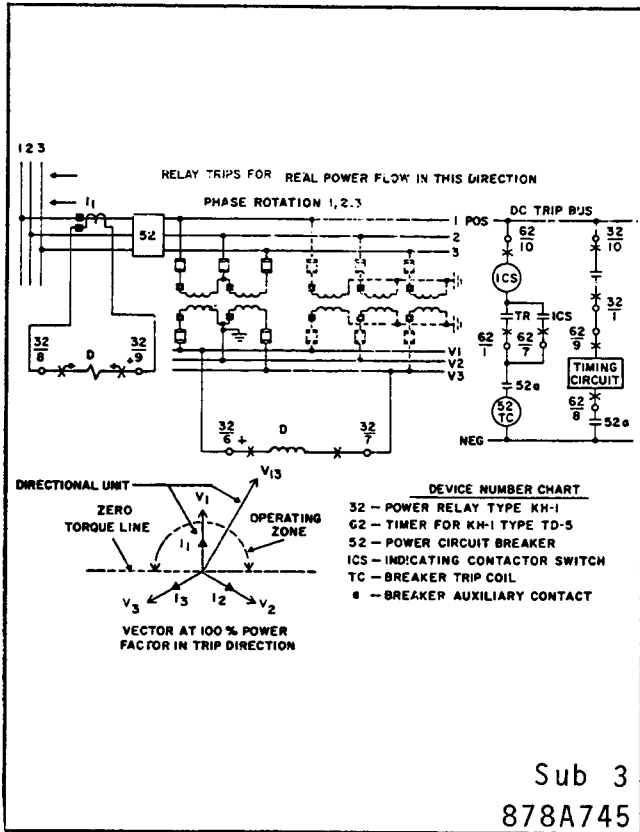 1 2 3
RELAY TRIPS FOR REAL POWER FLOW IN THIS DIRECTION
I1
PHASE ROTATION 1,2.3
52
1 POS
2
3
DC TRIP BUS
62
10
32
10
ICS
TR
ICS
32
1
62
1
62
7
62
9
TIMING
CIRCUIT
52a
62
8
52
TC
52a
NEG
32
8
D
+
32
9
V1
V2
V3
32
6
+
D
32
7
DIRECTIONAL UNIT
V13
V1
ZERO
TORQUE LINE
OPERATING
ZONE
I1
V3
I3
I2
V2
VECTOR AT 100 % POWER
FACTOR IN TRIP DIRECTION
DEVICE NUMBER CHART
32 - POWER RELAY TYPE KH-1
62 - TIMER FOR KH-1 TYPE TD-5
52 - POWER CIRCUIT BREAKER
ICS - INDICATING CONTACTOR SWITCH
TC - BREAKER TRIP COIL
a - BREAKER AUXILIARY CONTACT
Sub 3
878A745